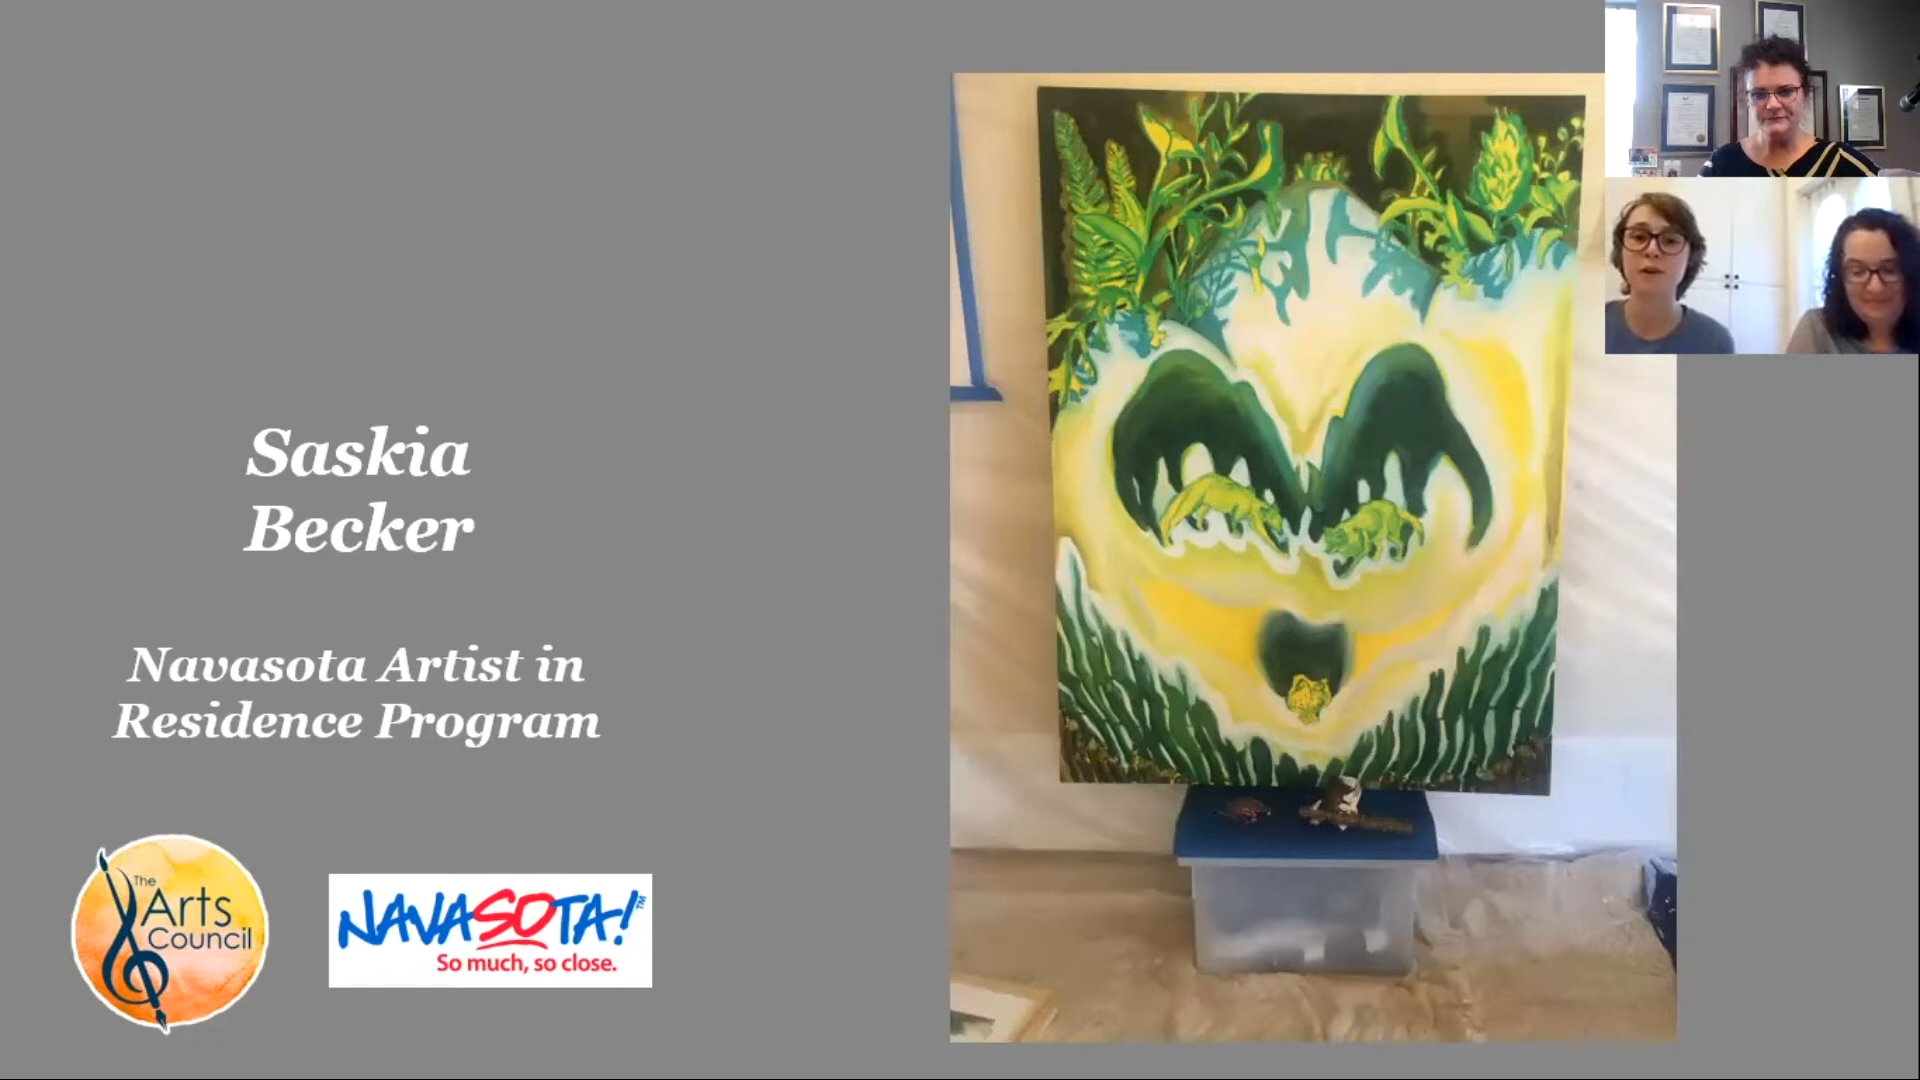 Saskia
Becker
Navasota Artist in
Residence Program
The
Arts
Council
NAVASOTA!™
So much, so close.